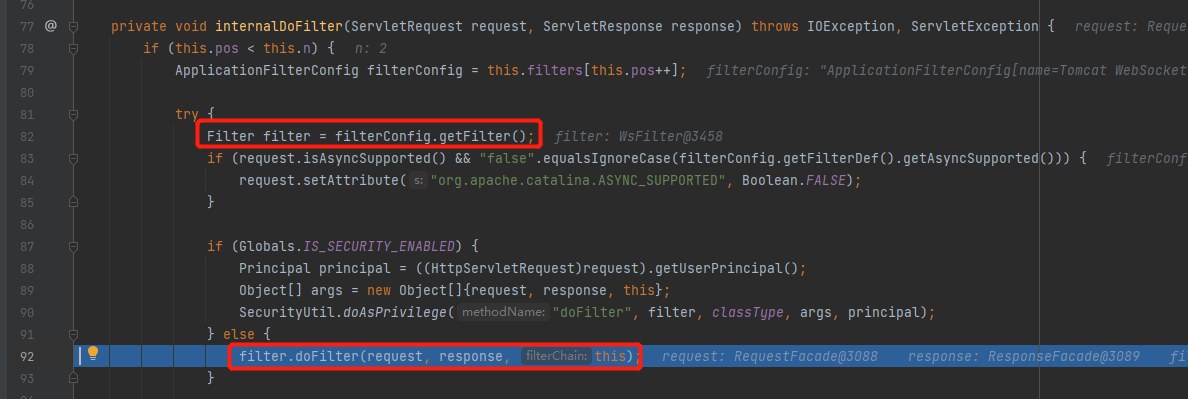 76
77 @ private void internalDoFilter(ServletRequest request, ServletResponse response) throws IOException, ServletException { request: Reque
78 if (this.pos < this.n) { n: 2
79 ApplicationFilterConfig filterConfig = this.filters[this.pos++]; filterConfig: "ApplicationFilterConfig[name=Tomcat WebSocket
80
81 try {
82 Filter filter = filterConfig.getFilter(); filter: WsFilter@3458
83 if (request.isAsyncSupported() && "false".equalsIgnoreCase(filterConfig.getFilterDef().getAsyncSupported())) { filterConf
84 request.setAttribute( s: "org.apache.catalina.ASYNC_SUPPORTED", Boolean.FALSE);
85 }
86
87 if (Globals.IS_SECURITY_ENABLED) {
88 Principal principal = ((HttpServletRequest)request).getUserPrincipal();
89 Object[] args = new Object[]{request, response, this};
90 SecurityUtil.doAsPrivilege( methodName: "doFilter", filter, classType, args, principal);
91 } else {
92 filter.doFilter(request, response, filterChain: this); request: RequestFacade@3088 response: ResponseFacade@3089 fil
93 }